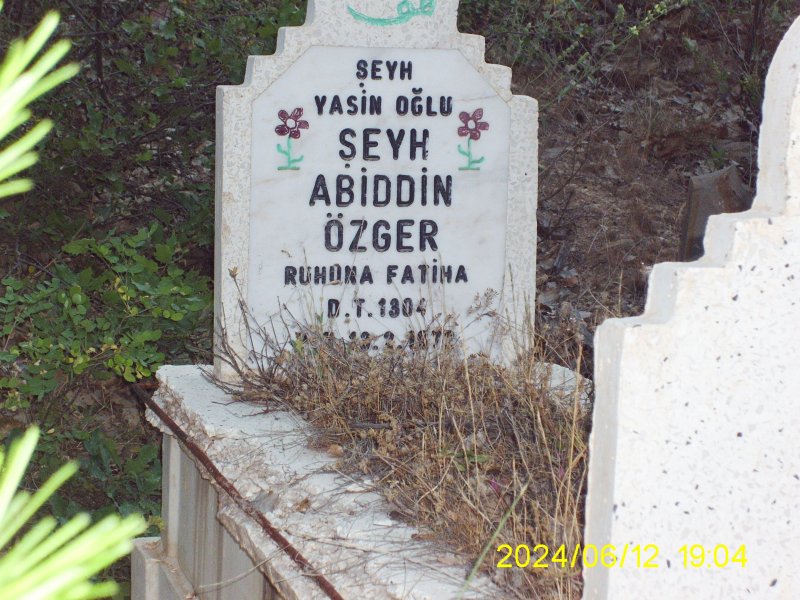 ŞEYH
YASİN OĞLU
ŞEYH
ABİDDİN
ÖZGER
RUHUNA FATİHA
D.T. 1304
2024/06/12 19:04